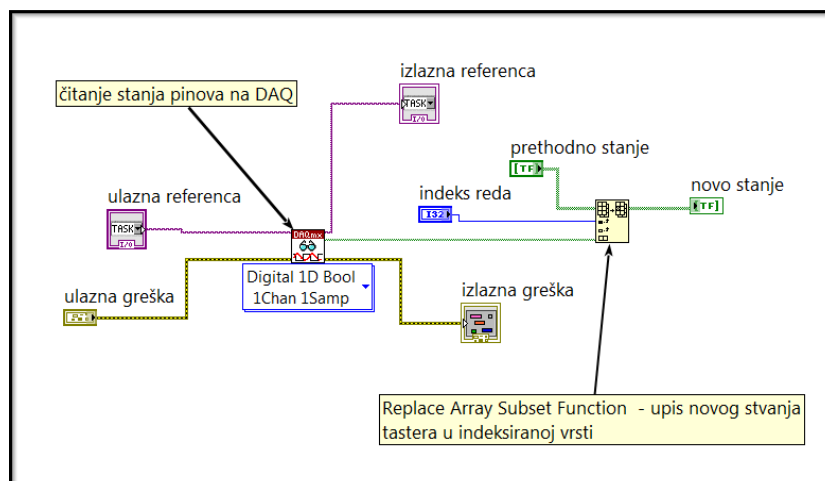 izlazna referenca
čitanje stanja pinova na DAQ
TASK
I/O
prethodno stanje
[TF]
ulazna referenca
indeks reda
novo stanje
TF]
I32
TASK
I/O
DAQmx
Digital 1D Bool
1Chan 1Samp
ulazna greška
izlazna greška
Replace Array Subset Function - upis novog stvanja
tastera u indeksiranoj vrsti